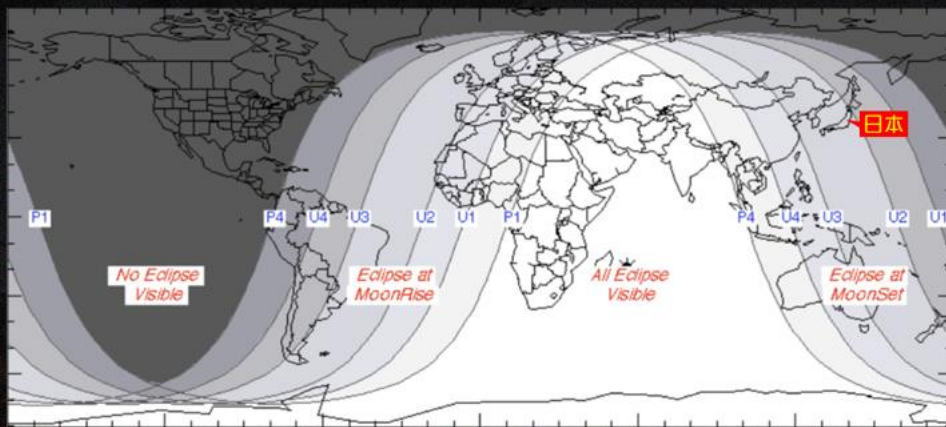 日本
P1
P4
U4
U3
U2
U1
P1
P4
U4
U3
U2
U1
No Eclipse
Visible
Eclipse at
MoonRise
All Eclipse
Visible
Eclipse at
MoonSet